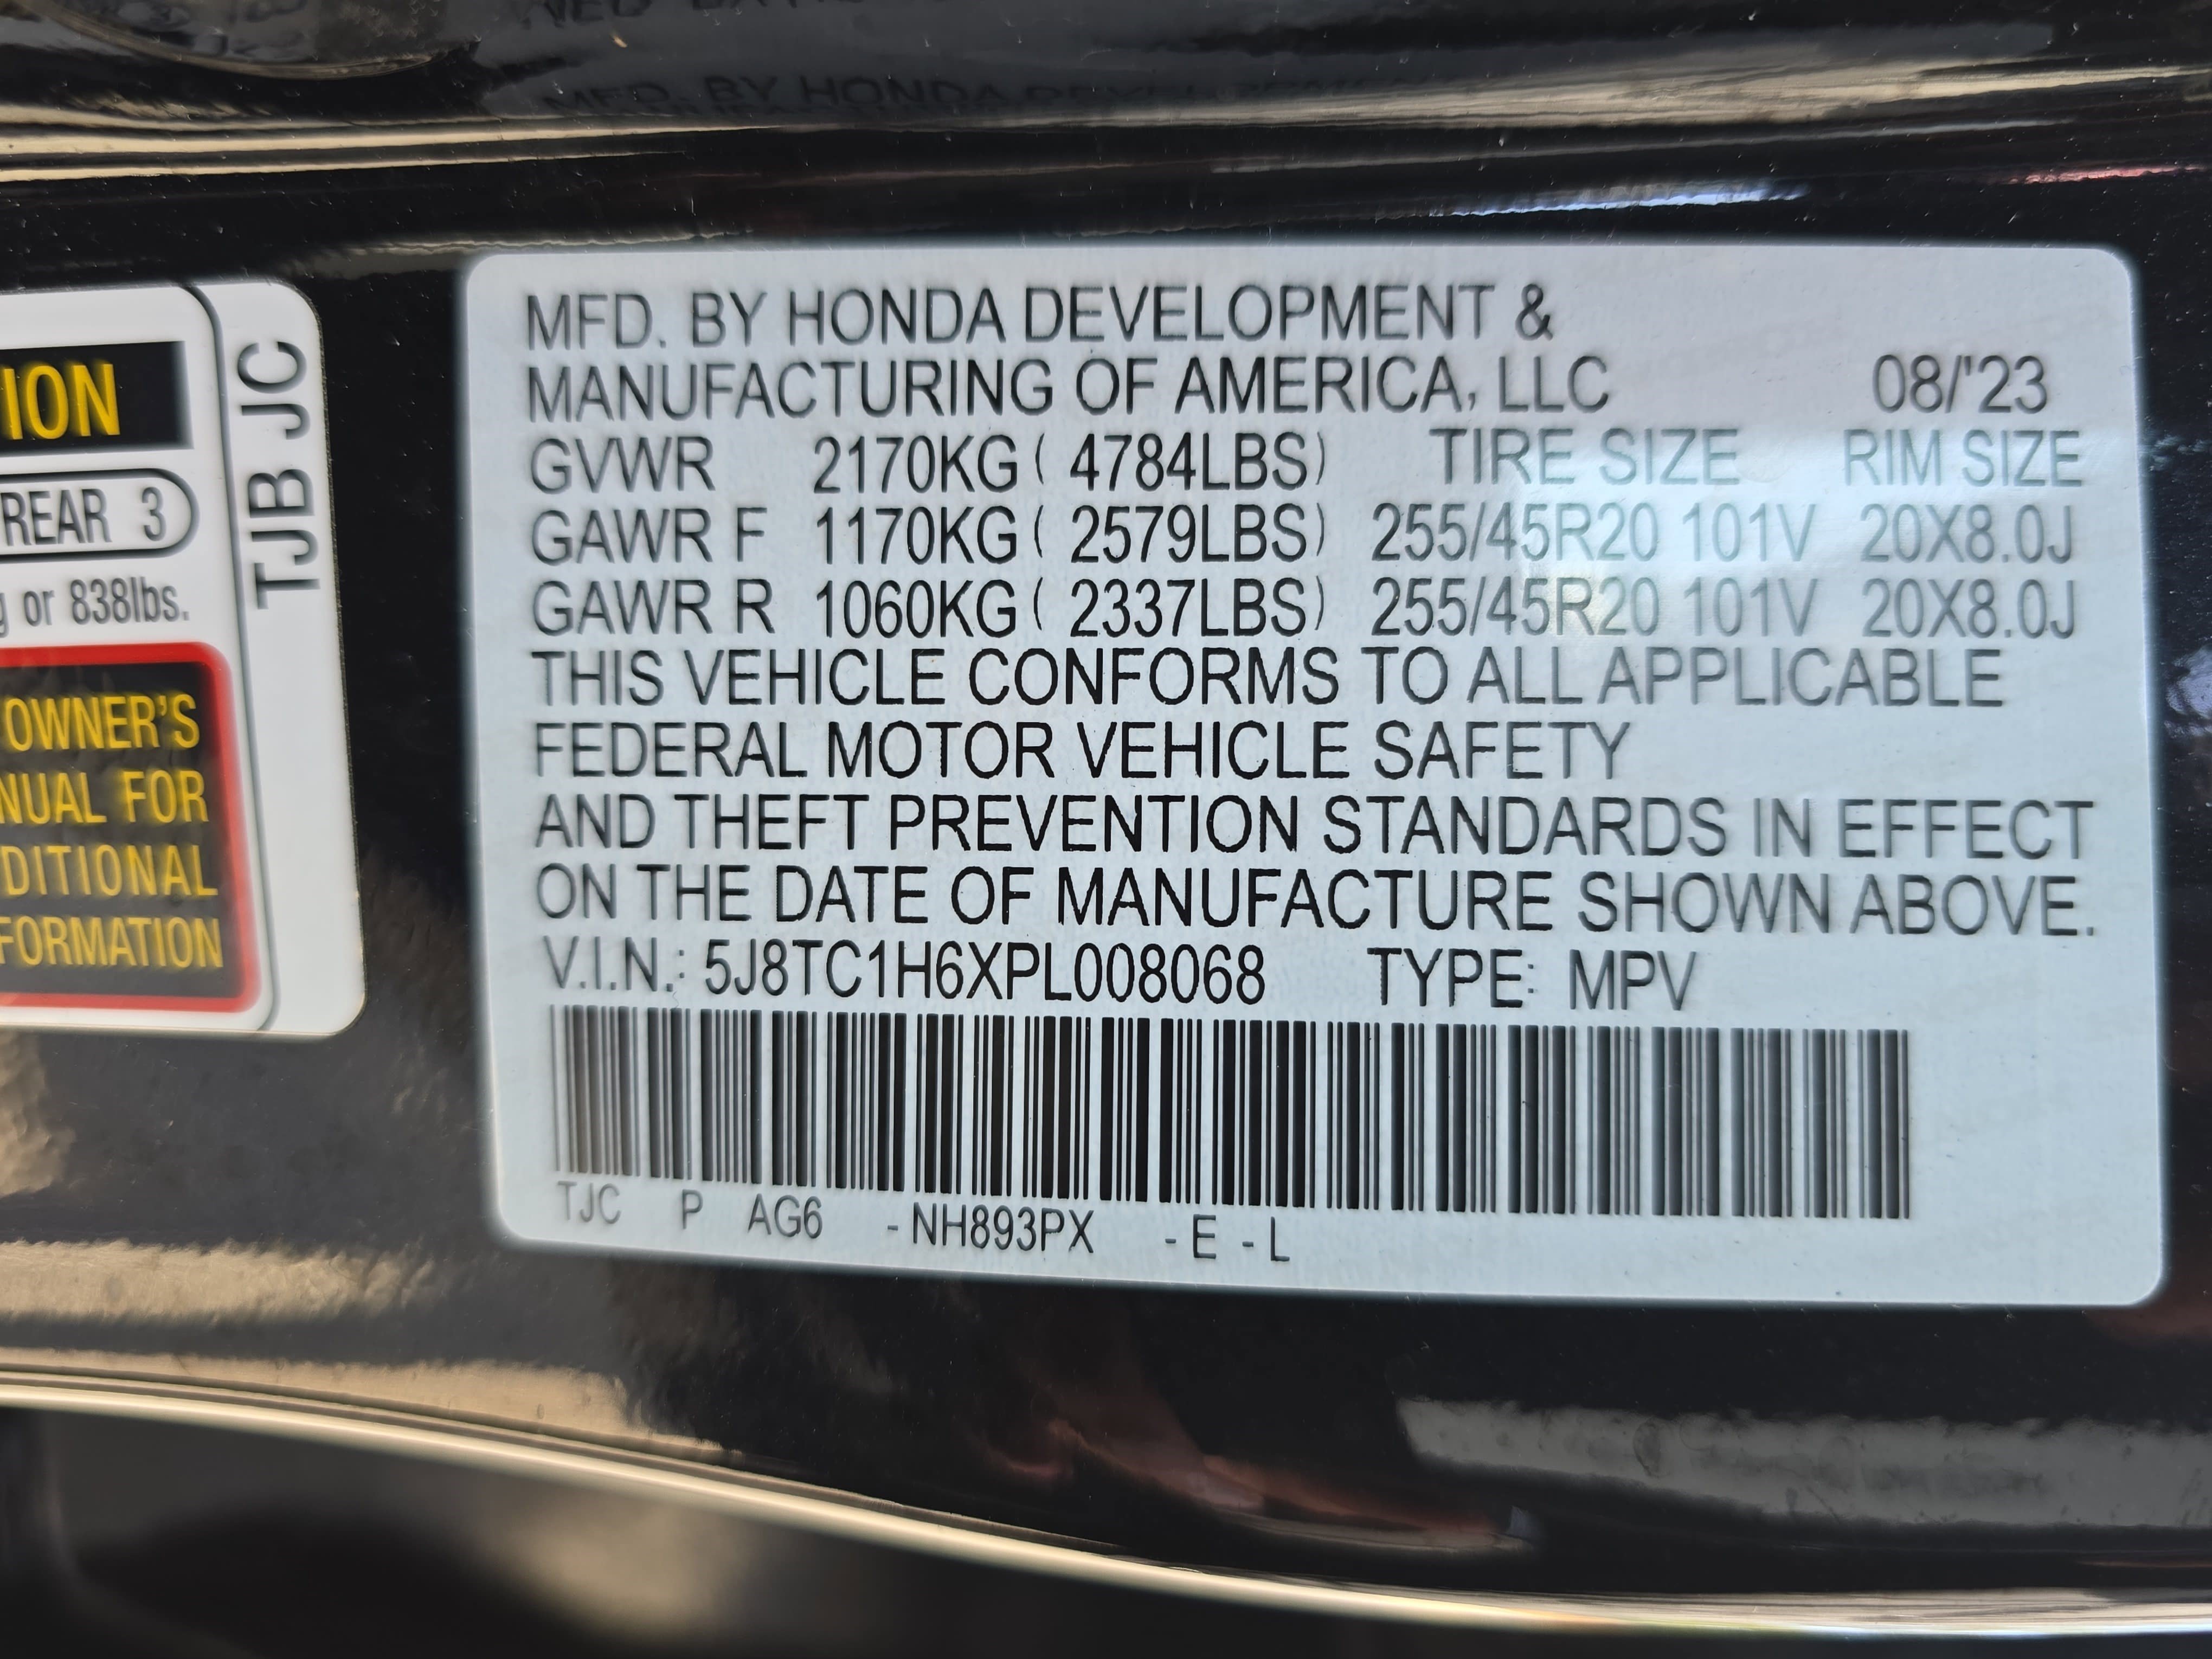 MFD. BY HONDA
ION
REAR 3
or 838lbs.
OWNER'S
NUAL FOR
DITIONAL
FORMATION
TJB JC
MFD. BY HONDA DEVELOPMENT &
MANUFACTURING OF AMERICA, LLC 08/'23
GVWR 2170KG ( 4784LBS) TIRE SIZE RIM SIZE
GAWR F 1170KG ( 2579LBS) 255/45R20 101V 20X8.0J
GAWR R 1060KG ( 2337LBS) 255/45R20 101V 20X8.0J
THIS VEHICLE CONFORMS TO ALL APPLICABLE
FEDERAL MOTOR VEHICLE SAFETY
AND THEFT PREVENTION STANDARDS IN EFFECT
ON THE DATE OF MANUFACTURE SHOWN ABOVE.
V.I.N.: 5J8TC1H6XPL008068 TYPE: MPV
TJC P AG6 - NH893PX - E - L